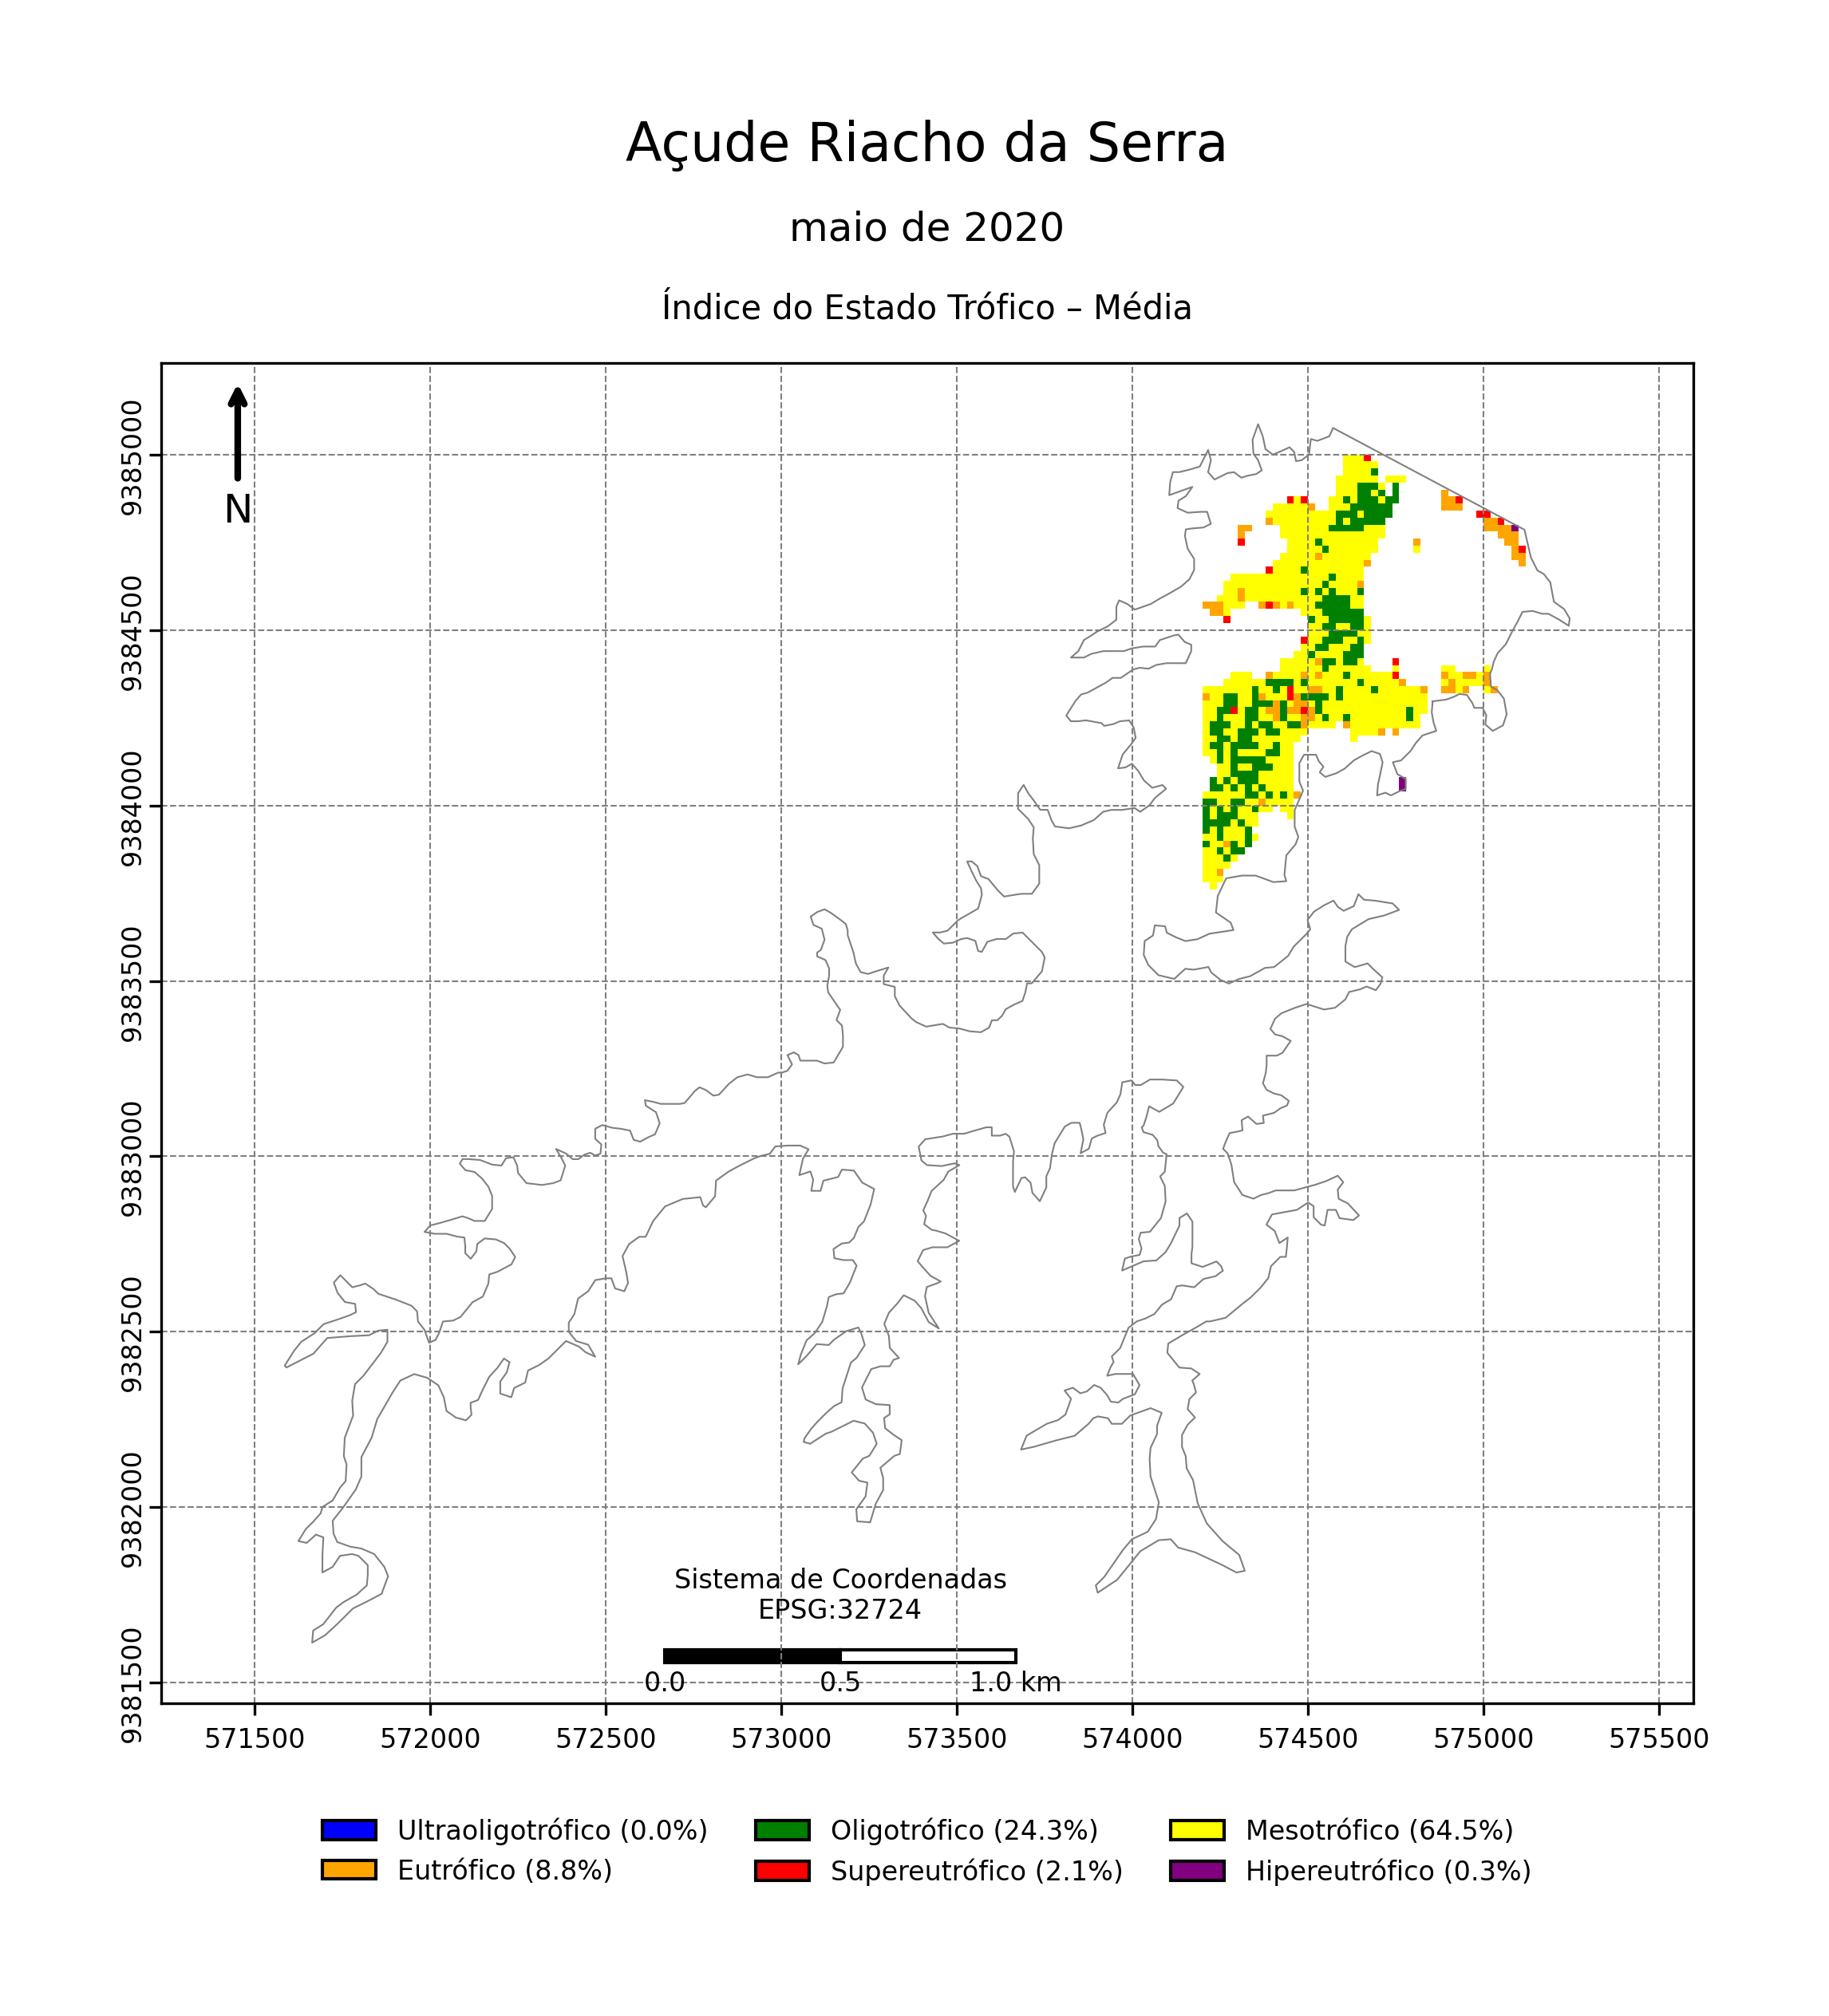 Açude Riacho da Serra
maio de 2020
Índice do Estado Trófico – Média
N
9385000
9384500
9384000
9383500
9383000
9382500
9382000
9381500
Sistema de Coordenadas
EPSG:32724
0.0 0.5 1.0 km
571500 572000 572500 573000 573500 574000 574500 575000 575500
Ultraoligotrófico (0.0%) Oligotrófico (24.3%) Mesotrófico (64.5%)
Eutrófico (8.8%) Supereutrófico (2.1%) Hipereutrófico (0.3%)